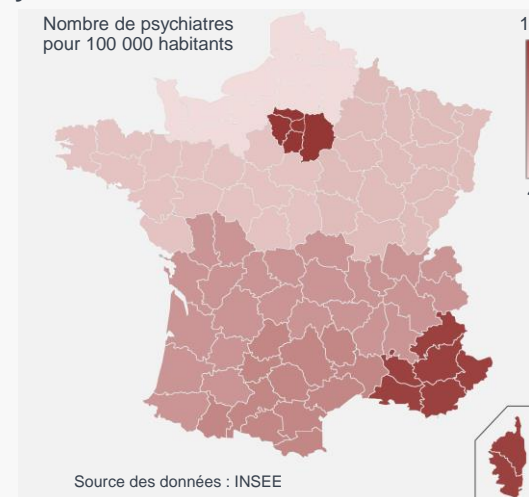 Nombre de psychiatres
pour 100 000 habitants
Source des données : INSEE